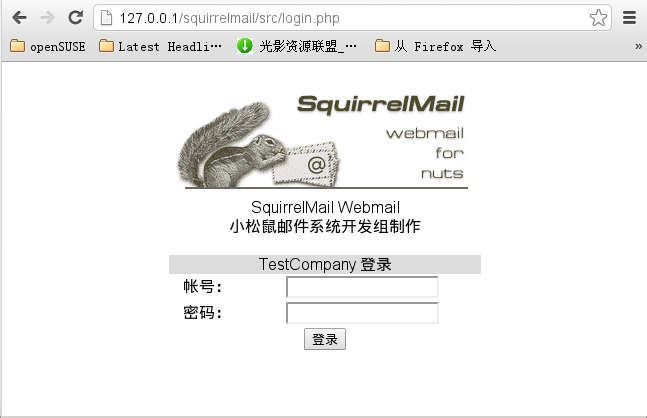 127.0.0.1/squirrelmail/src/login.php
openSUSE Latest Headli… 光影资源联盟_… 从 Firefox 导入 »
SquirrelMail
webmail
for
nuts
@
SquirrelMail Webmail
小松鼠邮件系统开发组制作
TestCompany 登录
帐号：
密码：
登录